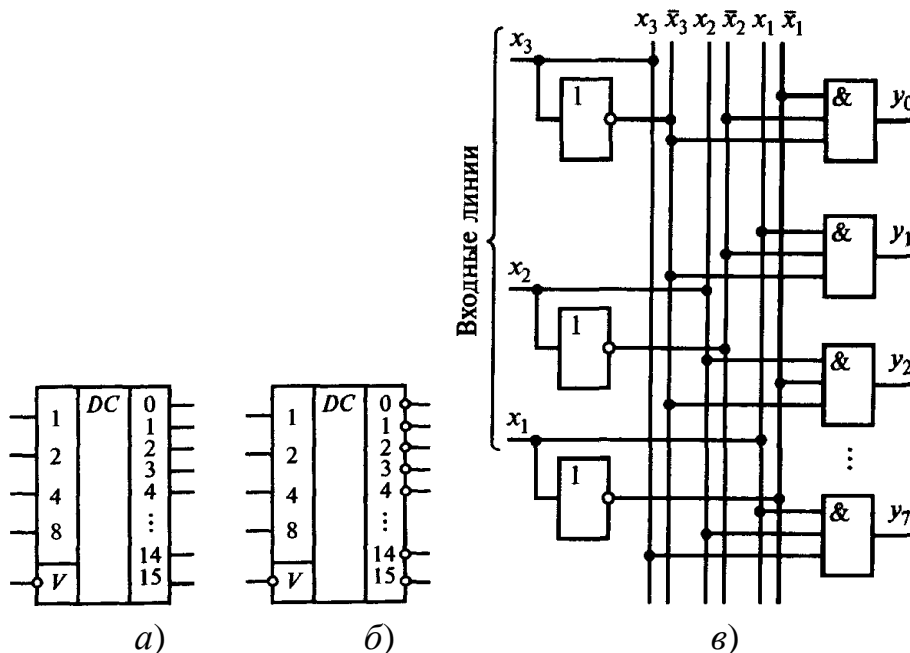 x₃ x̄₃ x₂ x̄₂ x₁ x̄₁
x₃
1
& y₀
Входные линии
& y₁
x₂
1
& y₂
x₁
1
⋮
& y₇
1 DC 0
1
2 2
3
4 4
⋮
8
14
V 15
1 DC 0
1
2 2
3
4 4
⋮
8
14
V 15
а) б) в)